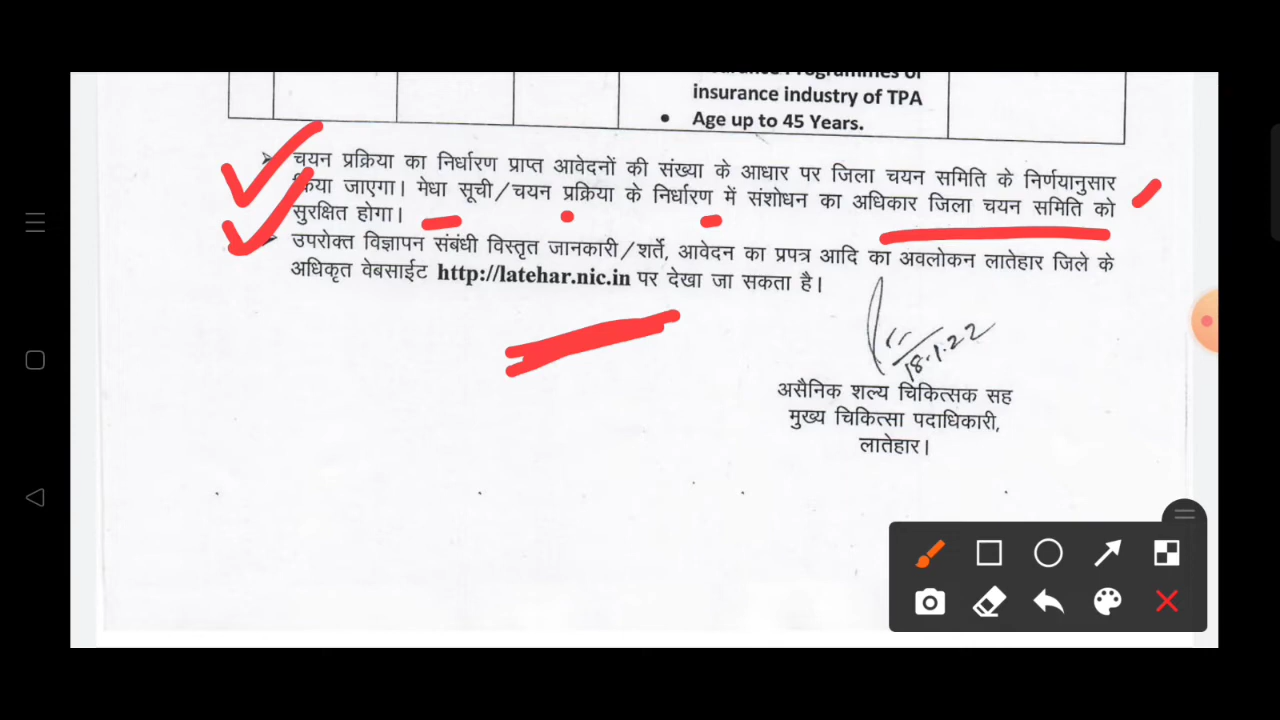 insurance industry of TPA
• Age up to 45 Years.
चयन प्रक्रिया का निर्धारण प्राप्त आवेदनों की संख्या के आधार पर जिला चयन समिति के निर्णयानुसार
किया जाएगा। मेधा सूची/चयन प्रक्रिया के निर्धारण में संशोधन का अधिकार जिला चयन समिति को
सुरक्षित होगा।
उपरोक्त विज्ञापन संबंधी विस्तृत जानकारी/शर्ते, आवेदन का प्रपत्र आदि का अवलोकन लातेहार जिले के
अधिकृत वेबसाईट http://latehar.nic.in पर देखा जा सकता है।
18.1.22
असैनिक शल्य चिकित्सक सह
मुख्य चिकित्सा पदाधिकारी,
लातेहार।